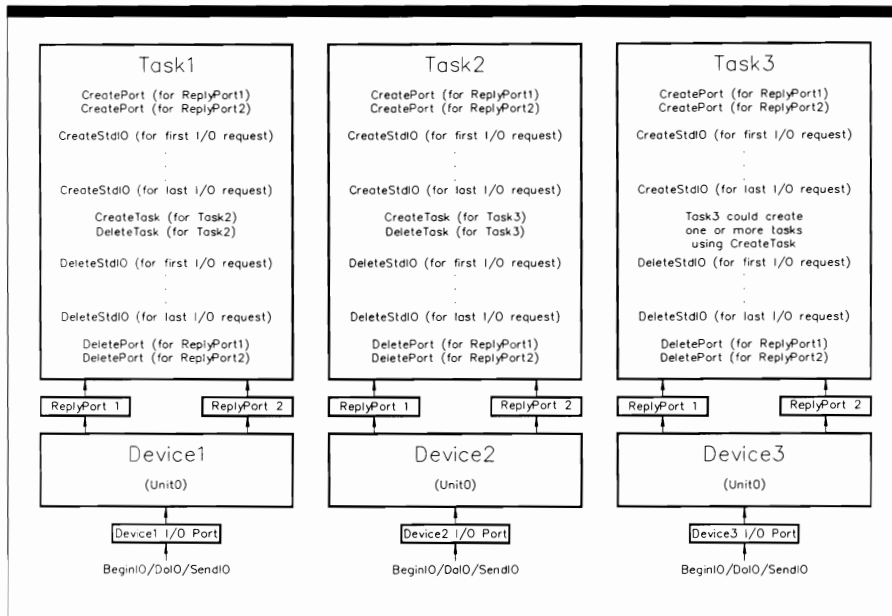 Task1
CreatePort (for ReplyPort1)
CreatePort (for ReplyPort2)
CreateStdIO (for first I/O request)
.
.
.
CreateStdIO (for last I/O request)
CreateTask (for Task2)
DeleteTask (for Task2)
DeleteStdIO (for first I/O request)
.
.
.
DeleteStdIO (for last I/O request)
DeletePort (for ReplyPort1)
DeletePort (for ReplyPort2)
ReplyPort 1
ReplyPort 2
Device1
(Unit0)
Device1 I/O Port
BeginIO/DoIO/SendIO
Task2
CreatePort (for ReplyPort1)
CreatePort (for ReplyPort2)
CreateStdIO (for first I/O request)
.
.
.
CreateStdIO (for last I/O request)
CreateTask (for Task3)
DeleteTask (for Task3)
DeleteStdIO (for first I/O request)
.
.
.
DeleteStdIO (for last I/O request)
DeletePort (for ReplyPort1)
DeletePort (for ReplyPort2)
ReplyPort 1
ReplyPort 2
Device2
(Unit0)
Device2 I/O Port
BeginIO/DoIO/SendIO
Task3
CreatePort (for ReplyPort1)
CreatePort (for ReplyPort2)
CreateStdIO (for first I/O request)
.
.
.
CreateStdIO (for last I/O request)
Task3 could create
one or more tasks
using CreateTask
DeleteStdIO (for first I/O request)
.
.
.
DeleteStdIO (for last I/O request)
DeletePort (for ReplyPort1)
DeletePort (for ReplyPort2)
ReplyPort 1
ReplyPort 2
Device3
(Unit0)
Device3 I/O Port
BeginIO/DoIO/SendIO